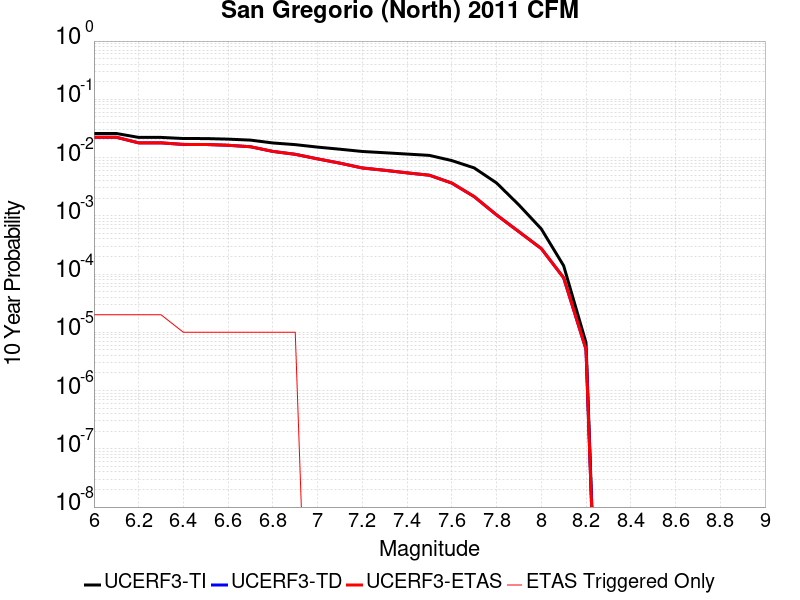 San Gregorio (North) 2011 CFM
10^0
10^-1
10^-2
10^-3
10^-4
10^-5
10^-6
10^-7
10^-8
10 Year Probability
6 6.2 6.4 6.6 6.8 7 7.2 7.4 7.6 7.8 8 8.2 8.4 8.6 8.8 9
Magnitude
UCERF3-TI UCERF3-TD UCERF3-ETAS ETAS Triggered Only